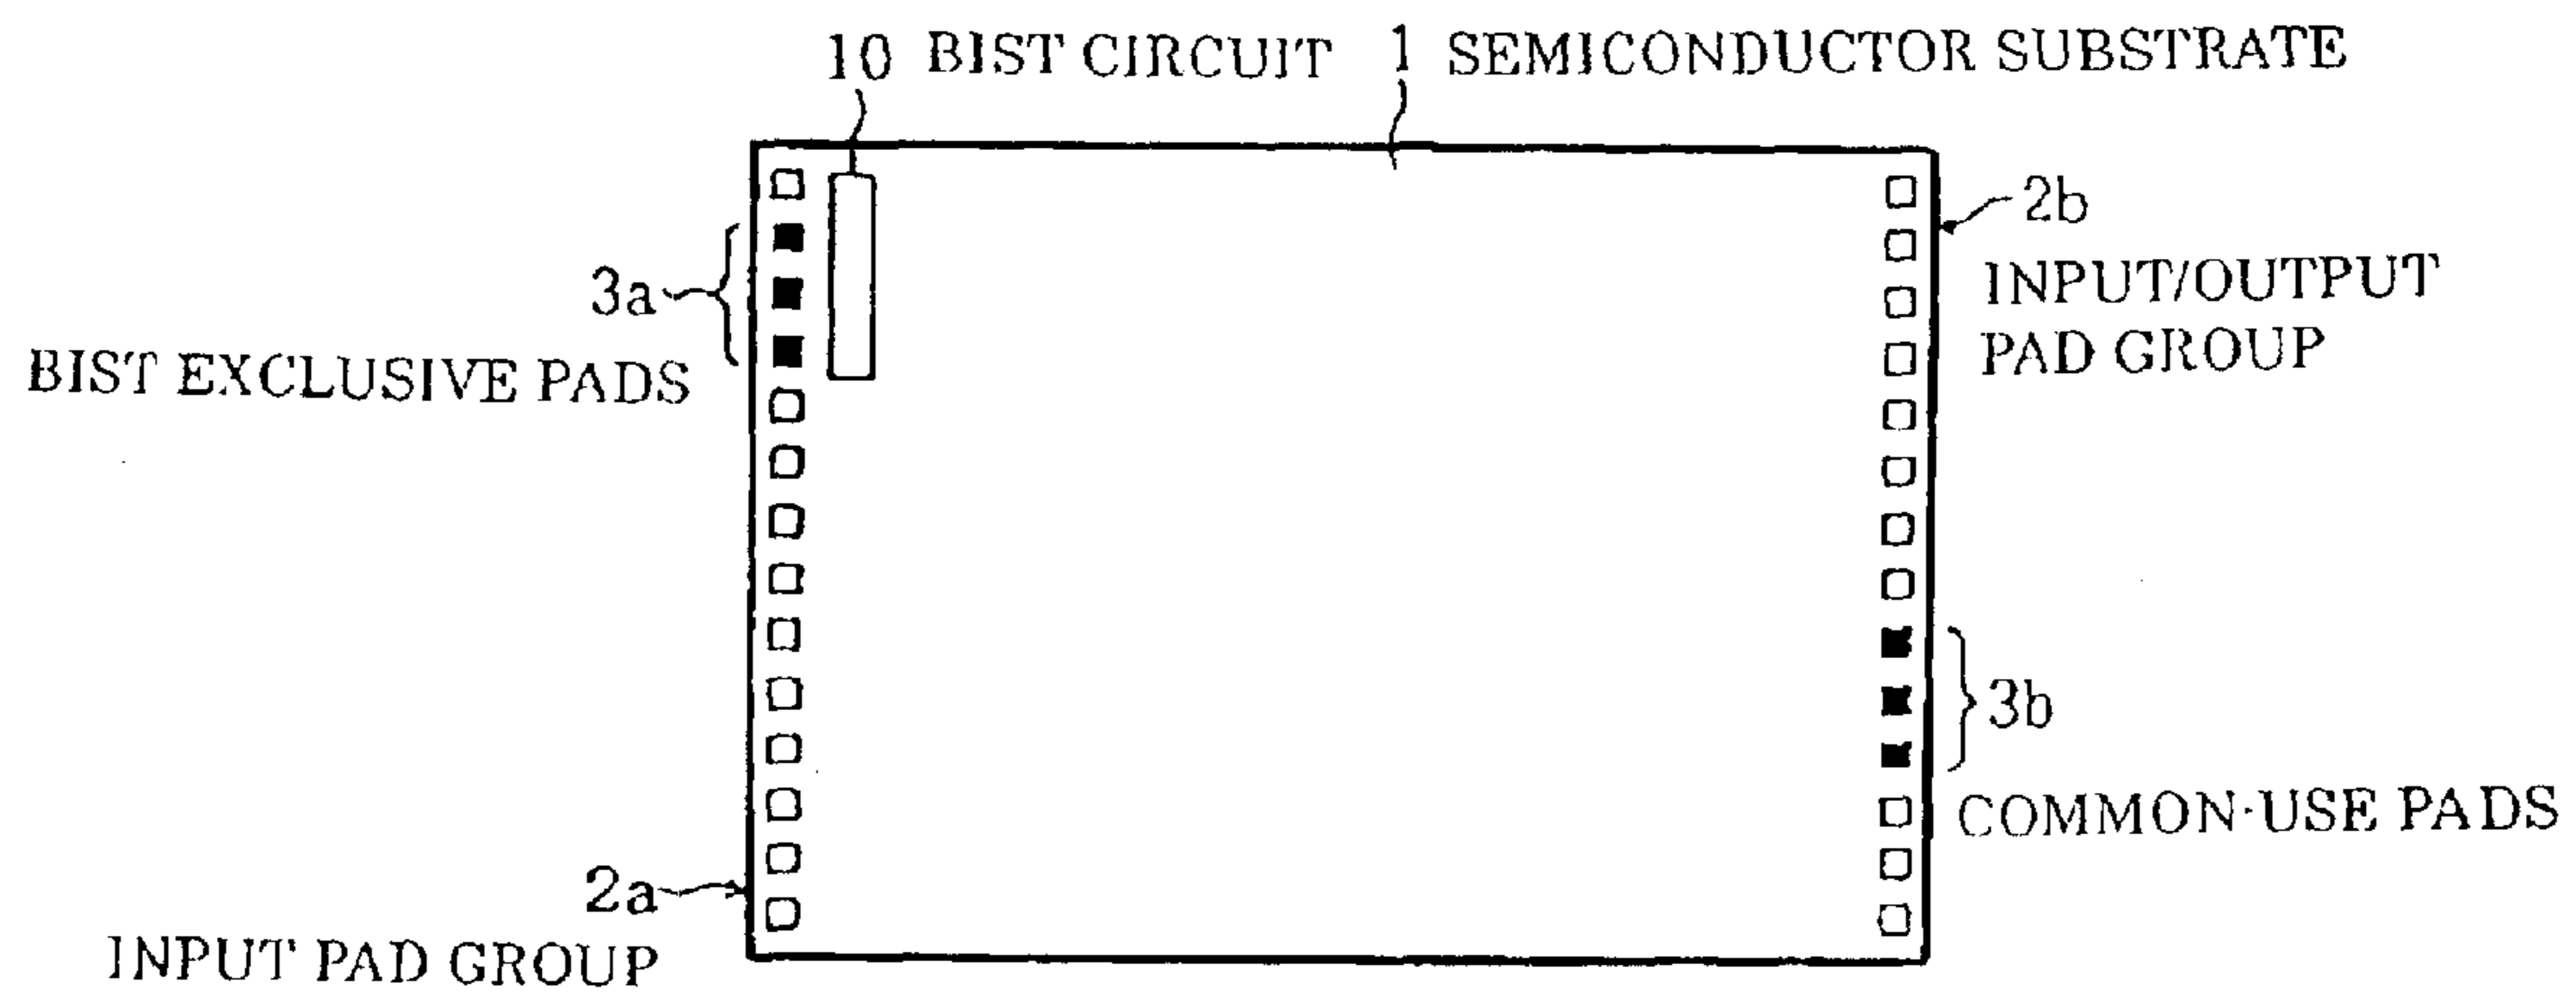 10 BIST CIRCUIT
1 SEMICONDUCTOR SUBSTRATE
2b
INPUT/OUTPUT
PAD GROUP
3a
BIST EXCLUSIVE PADS
3b
COMMON-USE PADS
2a
INPUT PAD GROUP